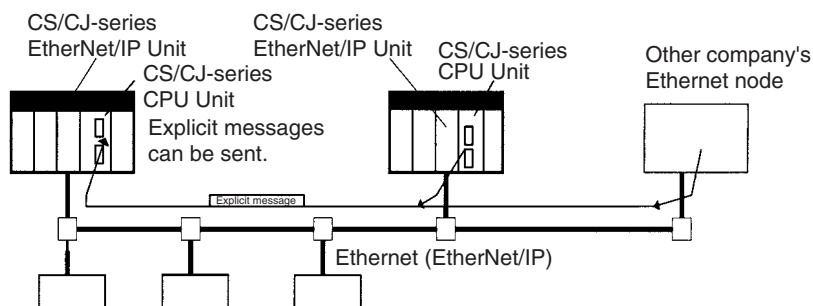 CS/CJ-series
EtherNet/IP Unit
CS/CJ-series
CPU Unit
Explicit messages
can be sent.
CS/CJ-series
EtherNet/IP Unit
CS/CJ-series
CPU Unit
Other company's
Ethernet node
Explicit message
Ethernet (EtherNet/IP)